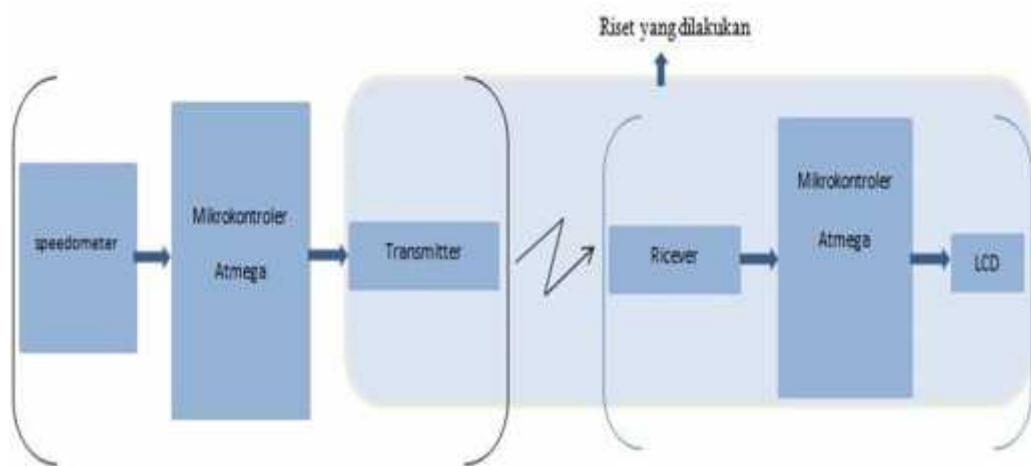 Riset yang dilakukan
speedometer
Mikrokontroler
Atmega
Transmitter
Ricever
Mikrokontroler
Atmega
LCD